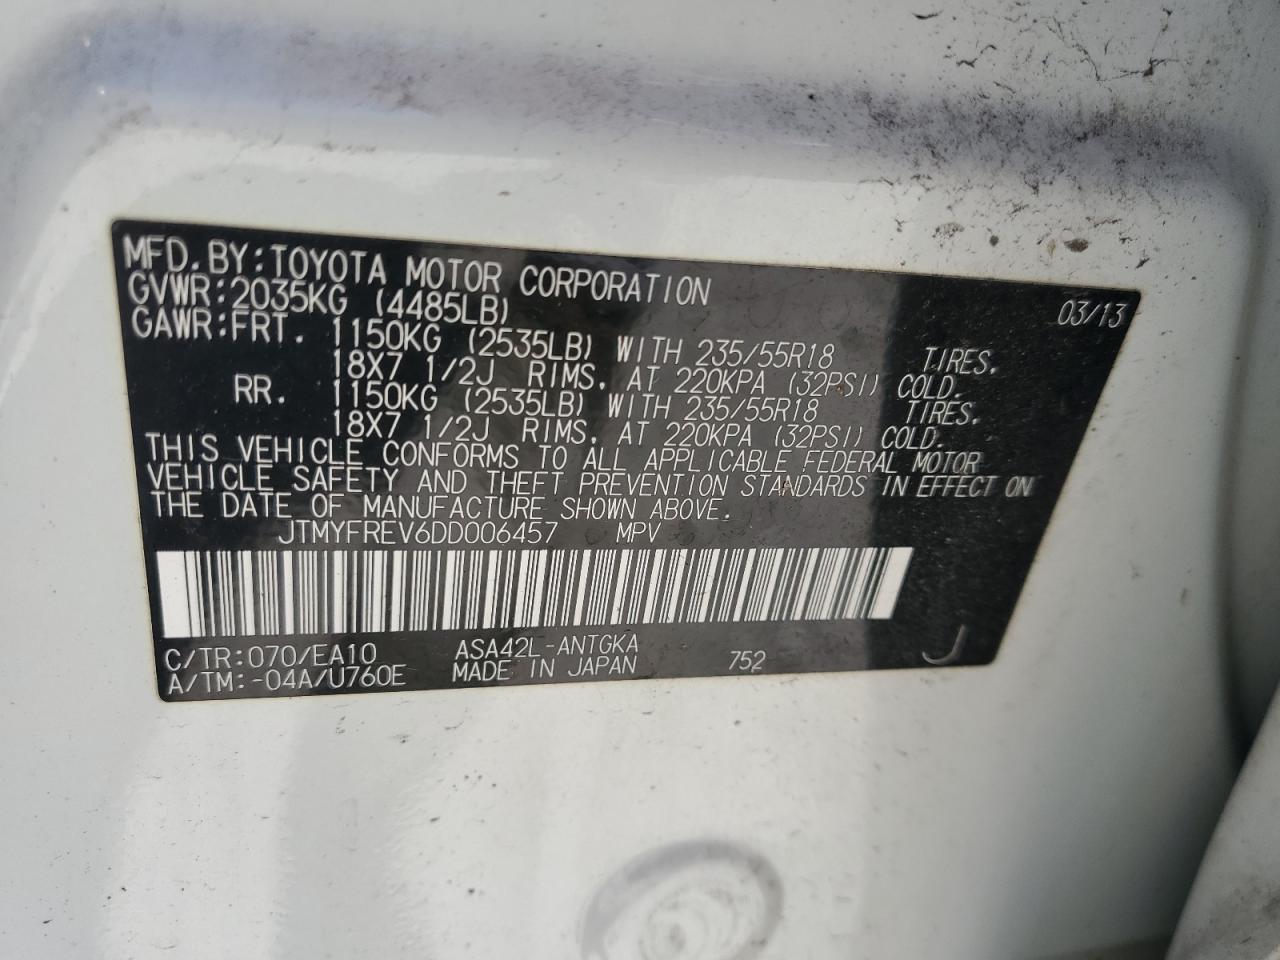 MFD.BY:TOYOTA MOTOR CORPORATION 03/13
GVWR:2035KG (4485LB)
GAWR:FRT. 1150KG (2535LB) WITH 235/55R18 TIRES.
18X7 1/2J RIMS, AT 220KPA (32PSI) COLD.
RR. 1150KG (2535LB) WITH 235/55R18 TIRES.
18X7 1/2J RIMS, AT 220KPA (32PSI) COLD.
THIS VEHICLE CONFORMS TO ALL APPLICABLE FEDERAL MOTOR
VEHICLE SAFETY AND THEFT PREVENTION STANDARDS IN EFFECT ON
THE DATE OF MANUFACTURE SHOWN ABOVE.
JTMYFREV6DD006457 MPV
C/TR:070/EA10 ASA42L-ANTGKA
A/TM:-04A/U760E MADE IN JAPAN 752 J